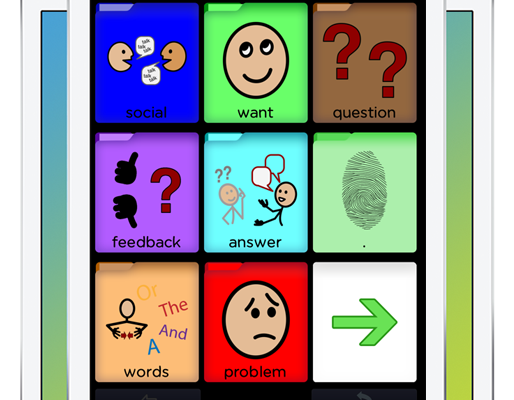 talk
talk
talk
talk
talk
talk
social
want
? ?
question
?
feedback
??
answer
.
Or
The
And
A
words
problem